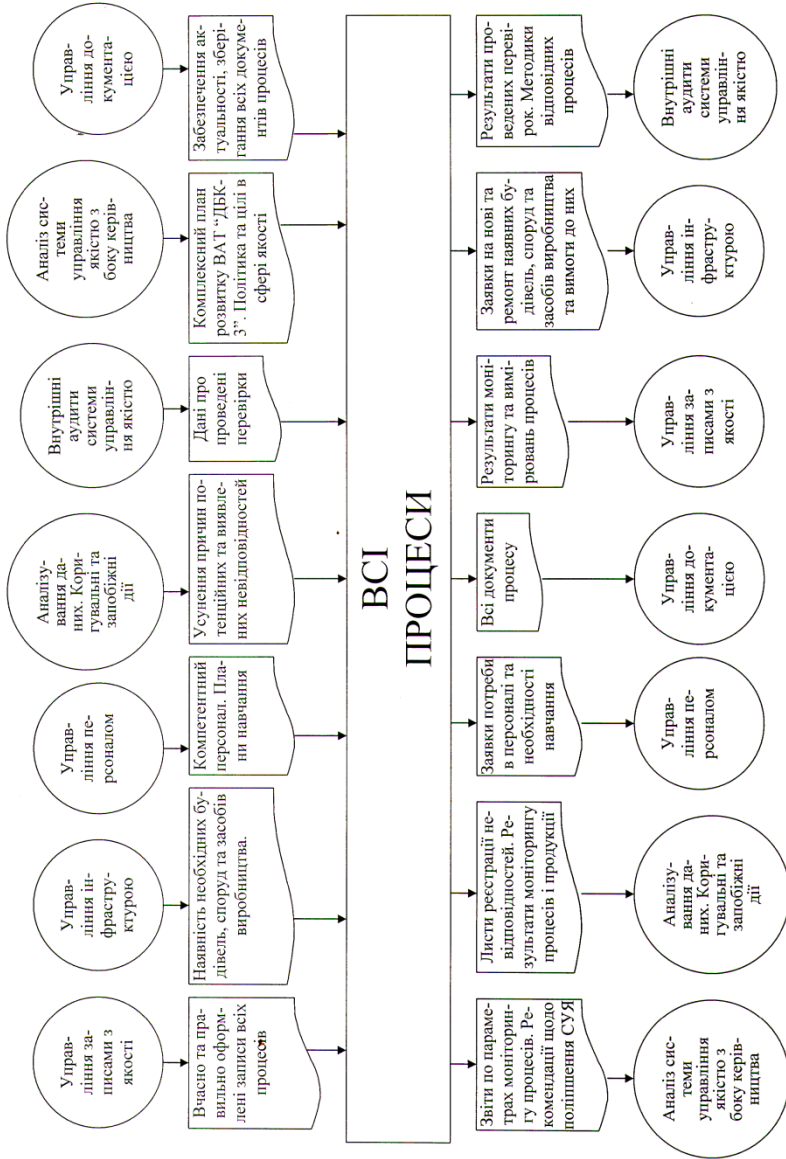 Управ-
ління за-
писами з
якості
Управ-
ління ін-
фрастру-
ктурою
Управ-
ління пе-
рсоналом
Аналізу-
вання да-
них. Кори-
гувальні та
запобіжні
дії
Внутрішні
аудити
системи
управлін-
ня якістю
Аналіз сис-
теми
управління
якістю з
боку керів-
ництва
Управ-
ління до-
кумента-
цією
Вчасно та пра-
вильно оформ-
лені записи всіх
процесів
Наявність необхідних бу-
дівель, споруд та засобів
виробництва.
Компетентний
персонал. Пла-
ни навчання
Усунення причин по-
тенційних та виявле-
них невідповідностей
Дані про
проведені
перевірки
Комплексний план
розвитку ВАТ “ДБК-
3”. Політика та цілі в
сфері якості
Забезпечення ак-
туальності, збері-
гання всіх докуме-
нтів процесів
ВСІ
ПРОЦЕСИ
Звіти по параме-
трах моніторин-
гу процесів. Ре-
комендації щодо
поліпшення СУЯ
Листи реєстрації не-
відповідностей. Ре-
зультати моніторингу
процесів і продукції
Заявки потреби
в персоналі та
необхідності
навчання
Всі документи
процесу
Результати моні-
торингу та вимі-
рювань процесів
Заявки на нові та
ремонт наявних бу-
дівель, споруд та
засобів виробництва
та вимоги до них
Результати про-
ведених переві-
рок. Методики
відповідних
процесів
Аналіз сис-
теми
управління
якістю з
боку керів-
ництва
Аналізу-
вання да-
них. Кори-
гувальні та
запобіжні
дії
Управ-
ління пе-
рсоналом
Управ-
ління до-
кумента-
цією
Управ-
ління за-
писами з
якості
Управ-
ління ін-
фрастру-
ктурою
Внутрішні
аудити
системи
управлін-
ня якістю